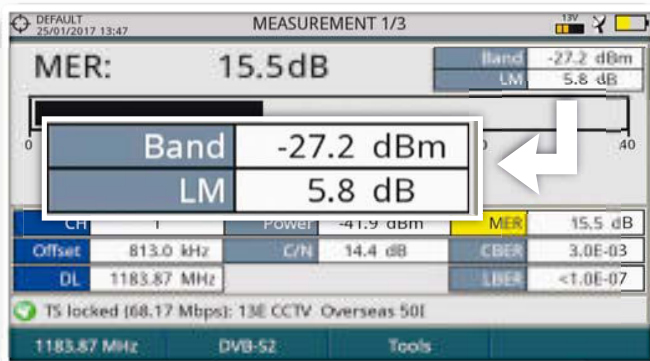 DEFAULT
25/01/2017 13:47
MEASUREMENT 1/3
13V
MER: 15.5dB
Band -27.2 dBm
LM 5.8 dB
0 40
Band -27.2 dBm
LM 5.8 dB
CH 1 Power -41.9 dBm MER 15.5 dB
Offset 813.0 kHz C/N 14.4 dB CBER 3.0E-03
DL 1183.87 MHz LBER <1.0E-07
TS locked (68.17 Mbps): 13E CCTV Overseas 50I
1183.87 MHz DVB-S2 Tools